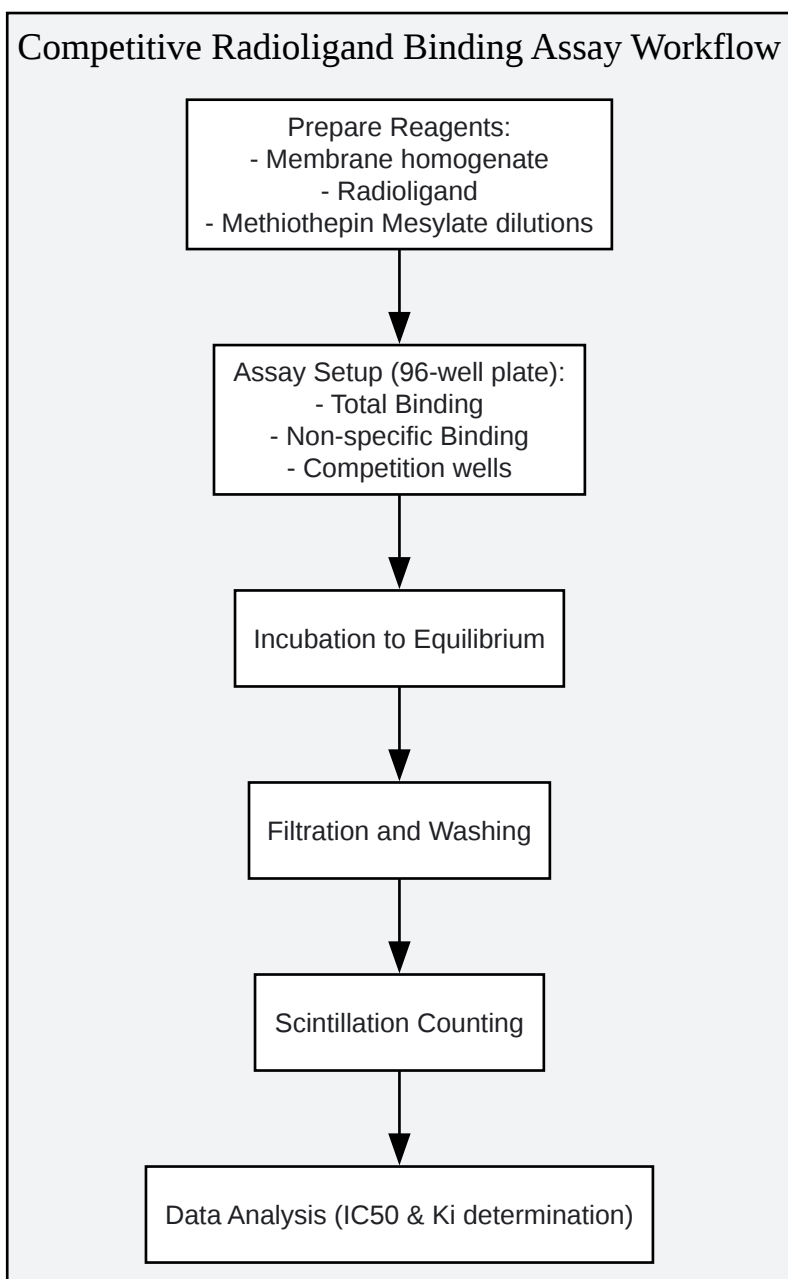 Competitive Radioligand Binding Assay Workflow
Prepare Reagents:
- Membrane homogenate
- Radioligand
- Methiothepin Mesylate dilutions
Assay Setup (96-well plate):
- Total Binding
- Non-specific Binding
- Competition wells
Incubation to Equilibrium
Filtration and Washing
Scintillation Counting
Data Analysis (IC50 & Ki determination)